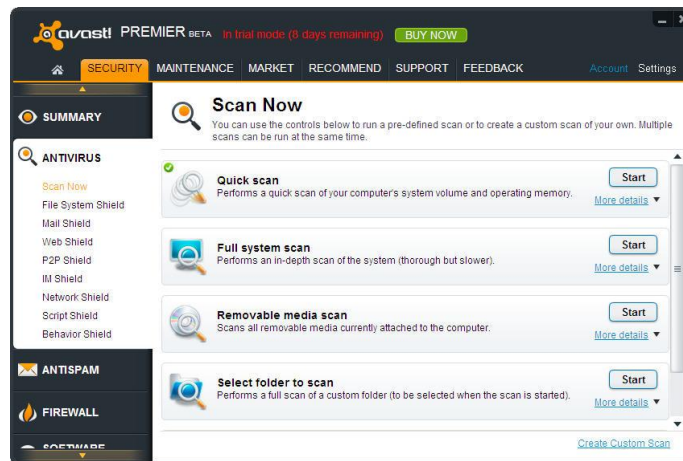 avast! PREMIER BETA In trial mode (8 days remaining) BUY NOW
SECURITY MAINTENANCE MARKET RECOMMEND SUPPORT FEEDBACK Account Settings
SUMMARY
ANTIVIRUS
Scan Now
File System Shield
Mail Shield
Web Shield
P2P Shield
IM Shield
Network Shield
Script Shield
Behavior Shield
ANTISPAM
FIREWALL
SOFTWARE
Scan Now
You can use the controls below to run a pre-defined scan or to create a custom scan of your own. Multiple
scans can be run at the same time.
Quick scan
Performs a quick scan of your computer's system volume and operating memory.
Start
More details
Full system scan
Performs an in-depth scan of the system (thorough but slower).
Start
More details
Removable media scan
Scans all removable media currently attached to the computer.
Start
More details
Select folder to scan
Performs a full scan of a custom folder (to be selected when the scan is started).
Start
More details
Create Custom Scan